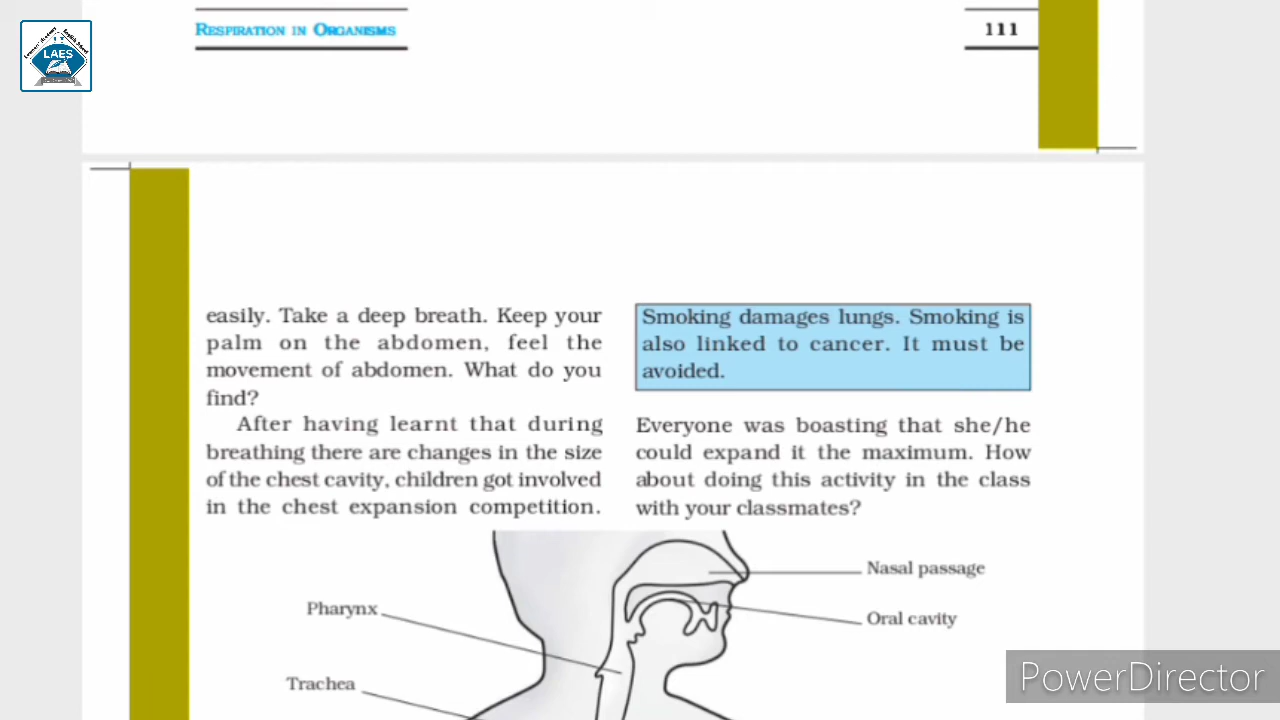 RESPIRATION IN ORGANISMS
111
LAES
easily. Take a deep breath. Keep your
palm on the abdomen, feel the
movement of abdomen. What do you
find?
After having learnt that during
breathing there are changes in the size
of the chest cavity, children got involved
in the chest expansion competition.
Smoking damages lungs. Smoking is
also linked to cancer. It must be
avoided.
Everyone was boasting that she/he
could expand it the maximum. How
about doing this activity in the class
with your classmates?
Nasal passage
Pharynx
Oral cavity
Trachea
PowerDirector